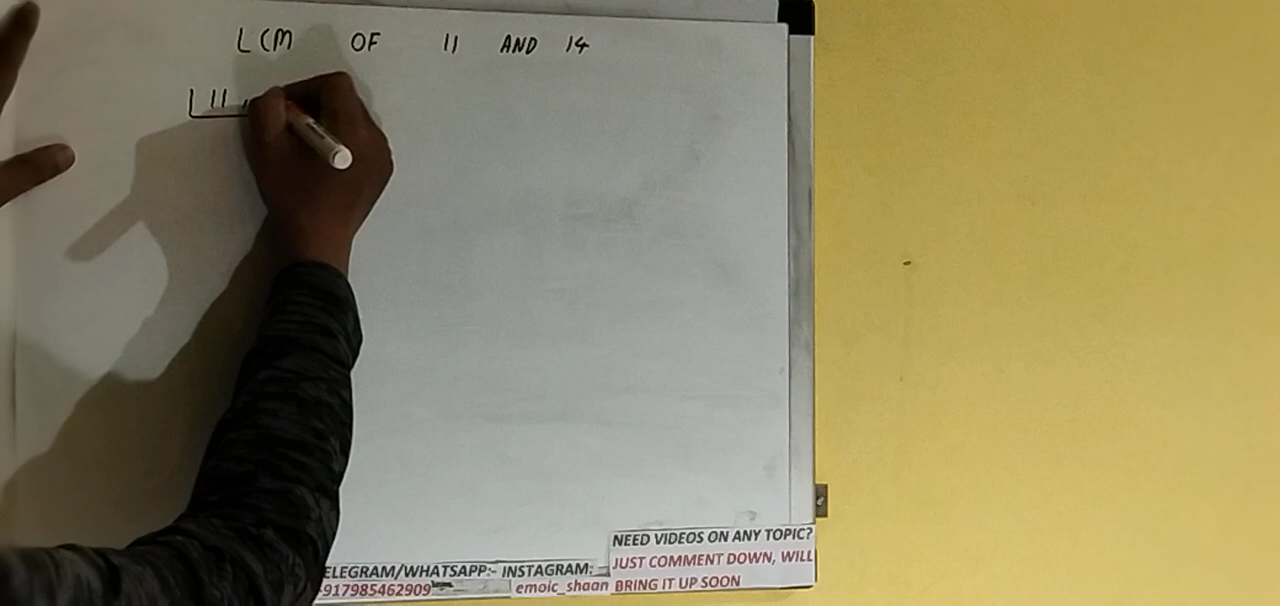 LCM OF 11 AND 14
11
NEED VIDEOS ON ANY TOPIC?
ELEGRAM/WHATSAPP:- INSTAGRAM:- JUST COMMENT DOWN, WILL
917985462909 emoic_shaan BRING IT UP SOON